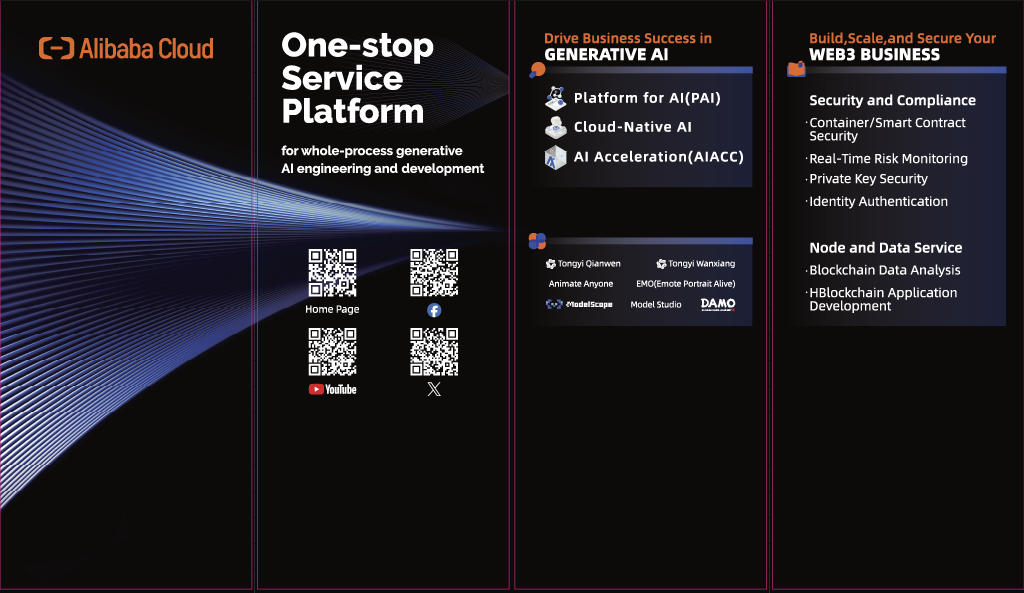 Alibaba Cloud
One-stop
Service
Platform
for whole-process generative
AI engineering and development
Home Page
YouTube
Drive Business Success in
GENERATIVE AI
Platform for AI(PAI)
Cloud-Native AI
AI Acceleration(AIACC)
Tongyi Qianwen
Tongyi Wanxiang
Animate Anyone
EMO(Emote Portrait Alive)
ModelScope
Model Studio
DAMO
Build,Scale,and Secure Your
WEB3 BUSINESS
Security and Compliance
·Container/Smart Contract
Security
·Real-Time Risk Monitoring
·Private Key Security
·Identity Authentication
Node and Data Service
·Blockchain Data Analysis
·HBlockchain Application
Development